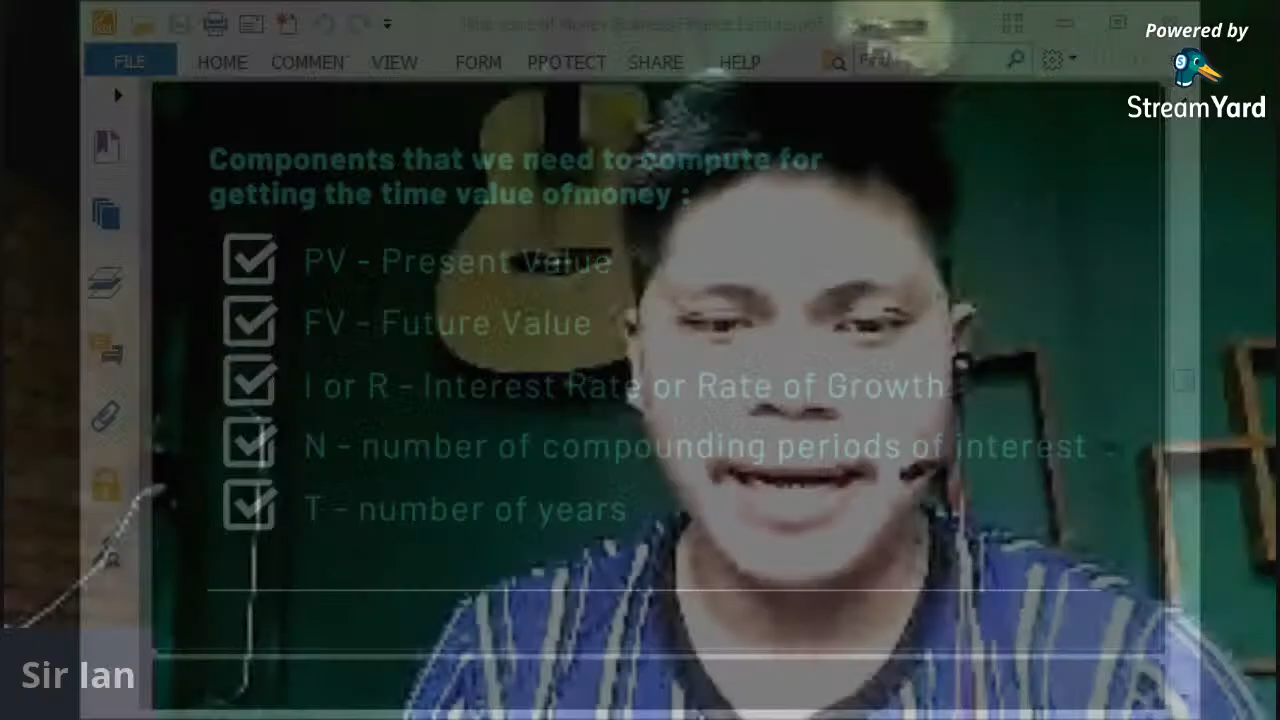 Powered by
StreamYard
FILE HOME COMMEN VIEW FORM PPOTECT SHARE HELP
Components that we need to compute for
getting the time value ofmoney :
PV - Present Value
FV - Future Value
I or R - Interest Rate or Rate of Growth
N - number of compounding periods of interest
T - number of years
Sir Ian